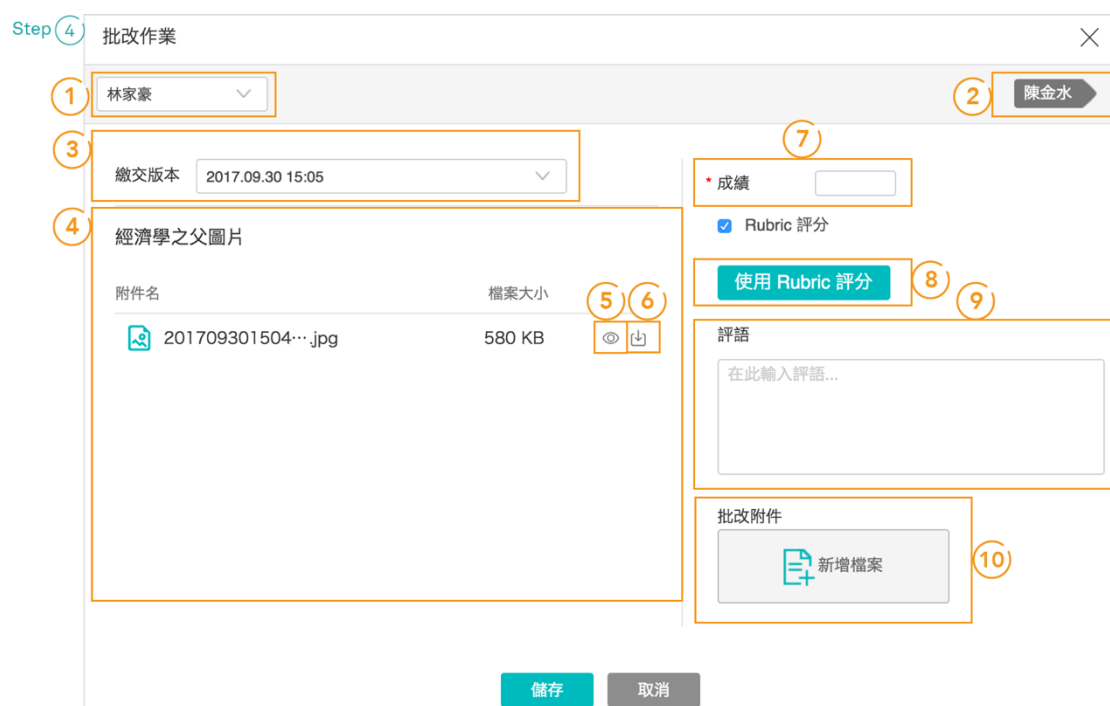 Step 4
批改作業
1
林家豪
2
陳金水
3
繳交版本
2017.09.30 15:05
7
* 成績
4
經濟學之父圖片
Rubric 評分
附件名
檔案大小
5
6
使用 Rubric 評分
8
9
201709301504….jpg
580 KB
評語
在此輸入評語...
批改附件
新增檔案
10
儲存
取消